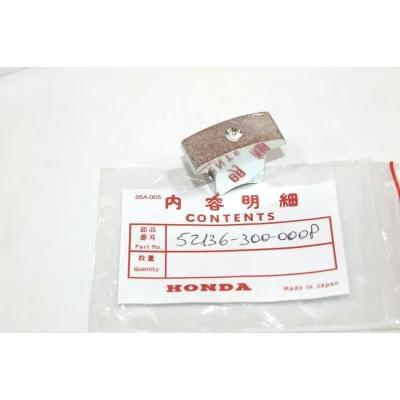 06A-005
内容明細
CONTENTS
部品
番号
Part No.
52136-300-000P
数量
Quantity
HONDA
Made in Japan